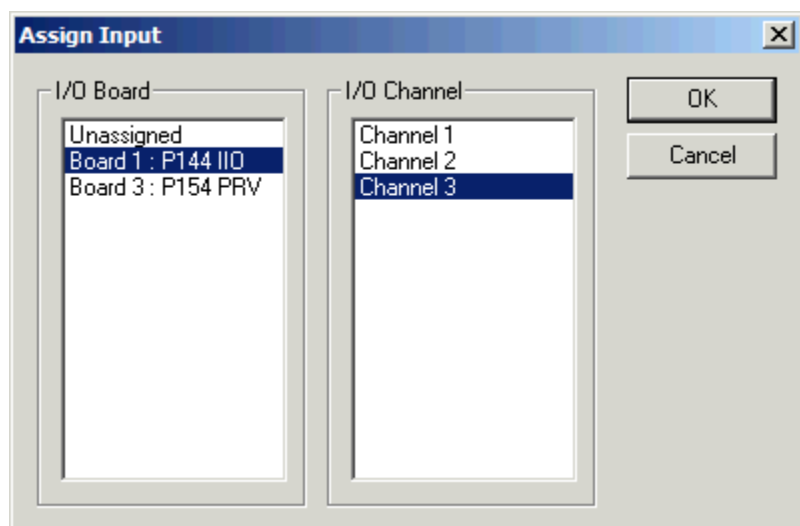 Assign Input
I/O Board
Unassigned
Board 1 : P144 IIO
Board 3 : P154 PRV
I/O Channel
Channel 1
Channel 2
Channel 3
OK
Cancel